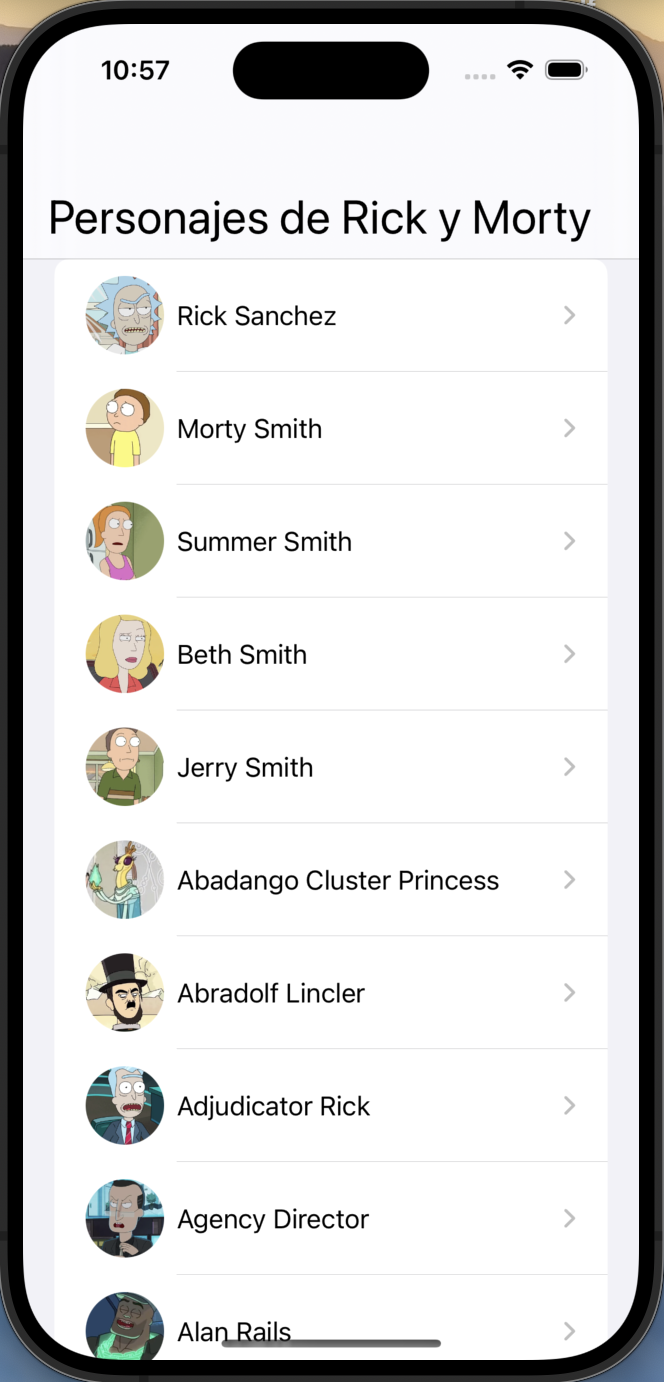 10:57
Personajes de Rick y Morty
Rick Sanchez
Morty Smith
Summer Smith
Beth Smith
Jerry Smith
Abadango Cluster Princess
Abradolf Lincler
Adjudicator Rick
Agency Director
Alan Rails